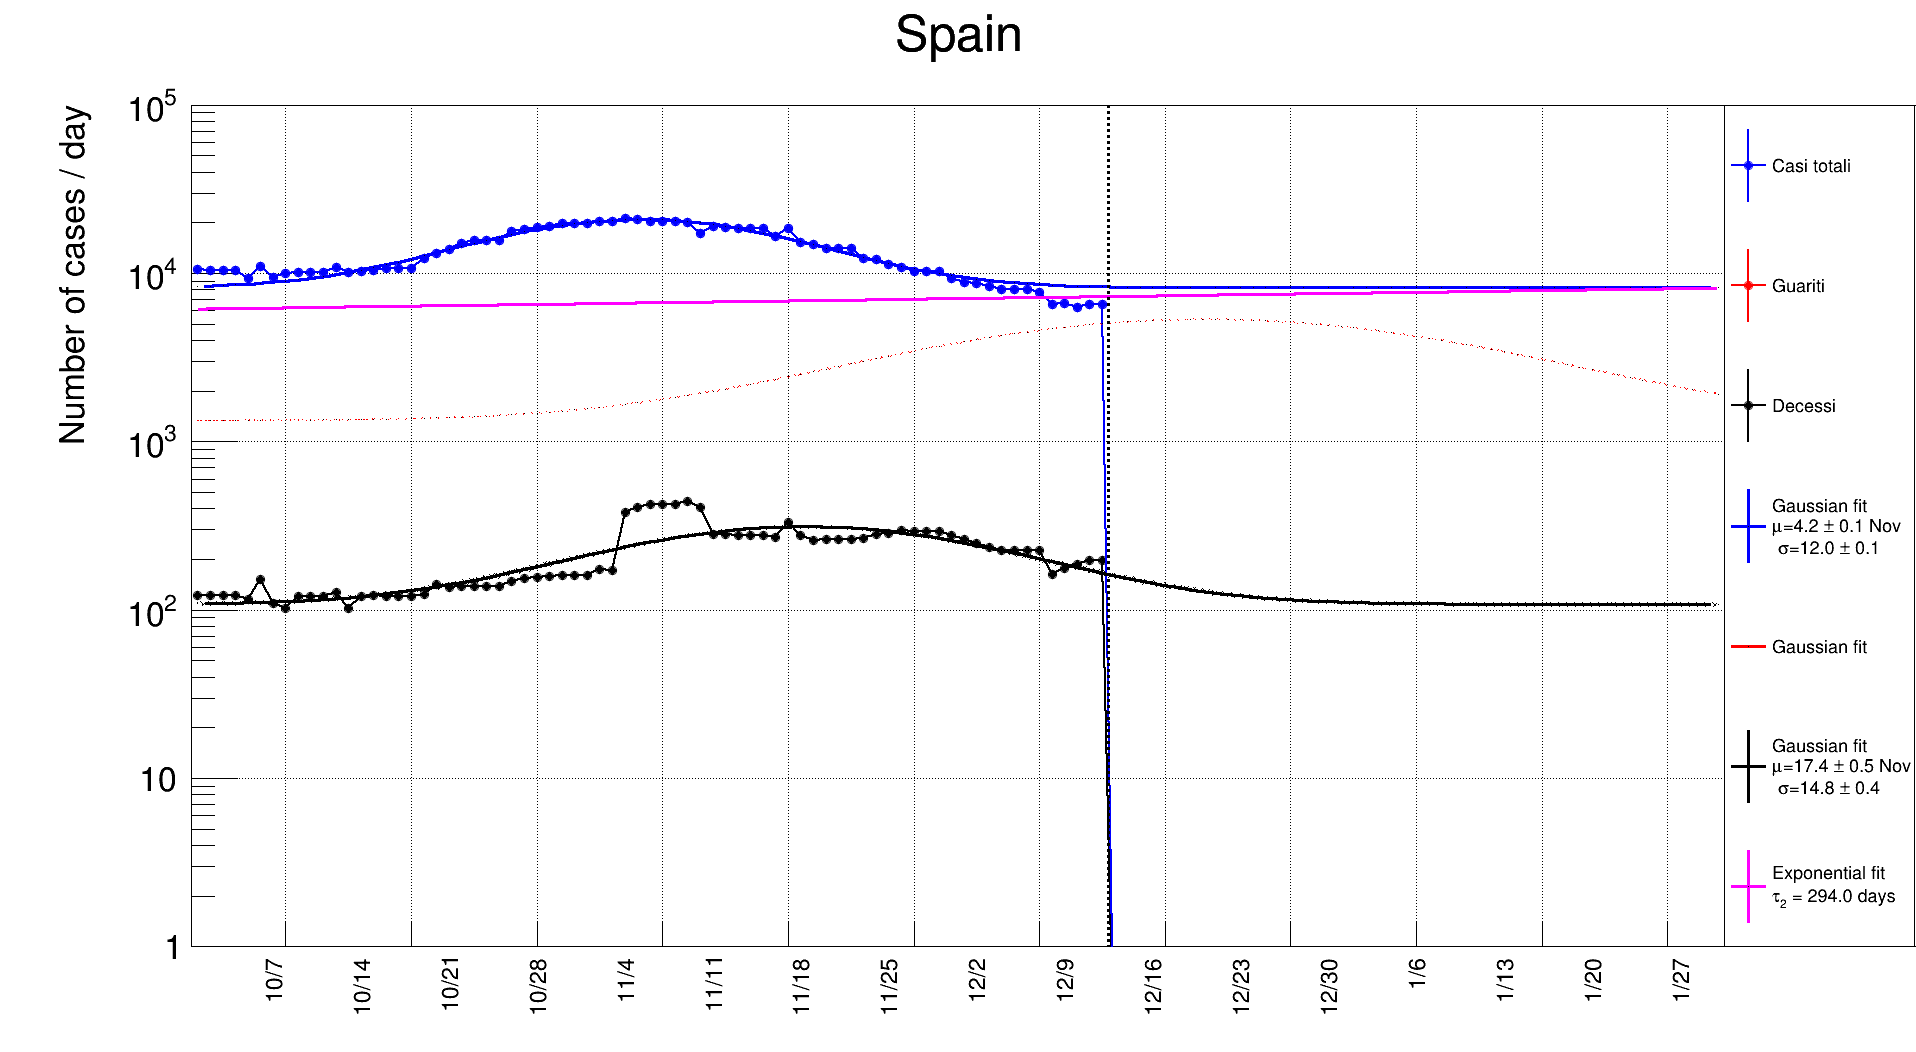 Spain
Number of cases / day
10^5
10^4
10^3
10^2
10
1
10/7
10/14
10/21
10/28
11/4
11/11
11/18
11/25
12/2
12/9
12/16
12/23
12/30
1/6
1/13
1/20
1/27
Casi totali
Guariti
Decessi
Gaussian fit
μ=4.2 ± 0.1 Nov
σ=12.0 ± 0.1
Gaussian fit
Gaussian fit
μ=17.4 ± 0.5 Nov
σ=14.8 ± 0.4
Exponential fit
τ₂ = 294.0 days